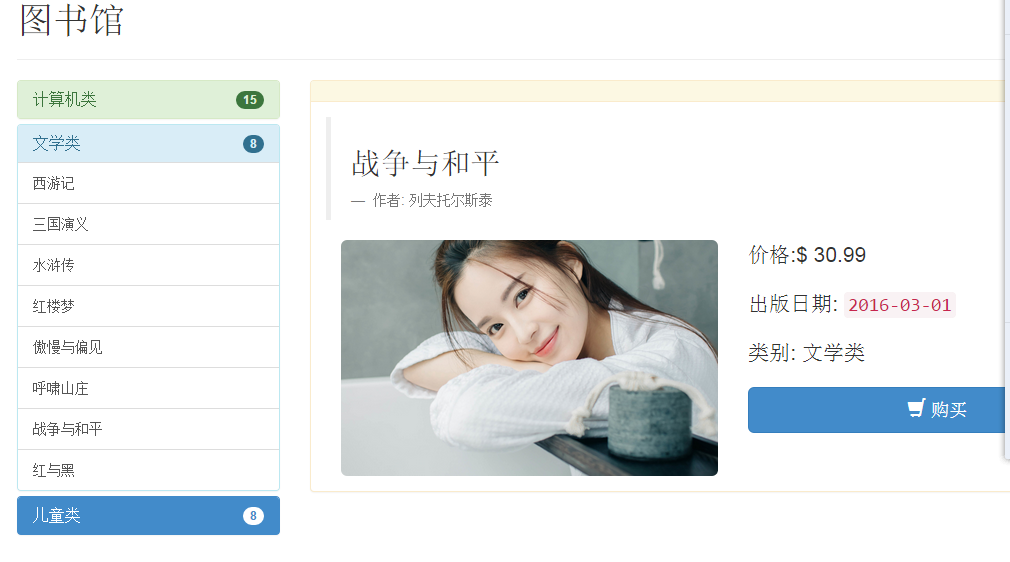 图书馆
计算机类 15
文学类 8
西游记
三国演义
水浒传
红楼梦
傲慢与偏见
呼啸山庄
战争与和平
红与黑
儿童类 8
战争与和平
— 作者: 列夫托尔斯泰
价格:$ 30.99
出版日期: 2016-03-01
类别: 文学类
购买